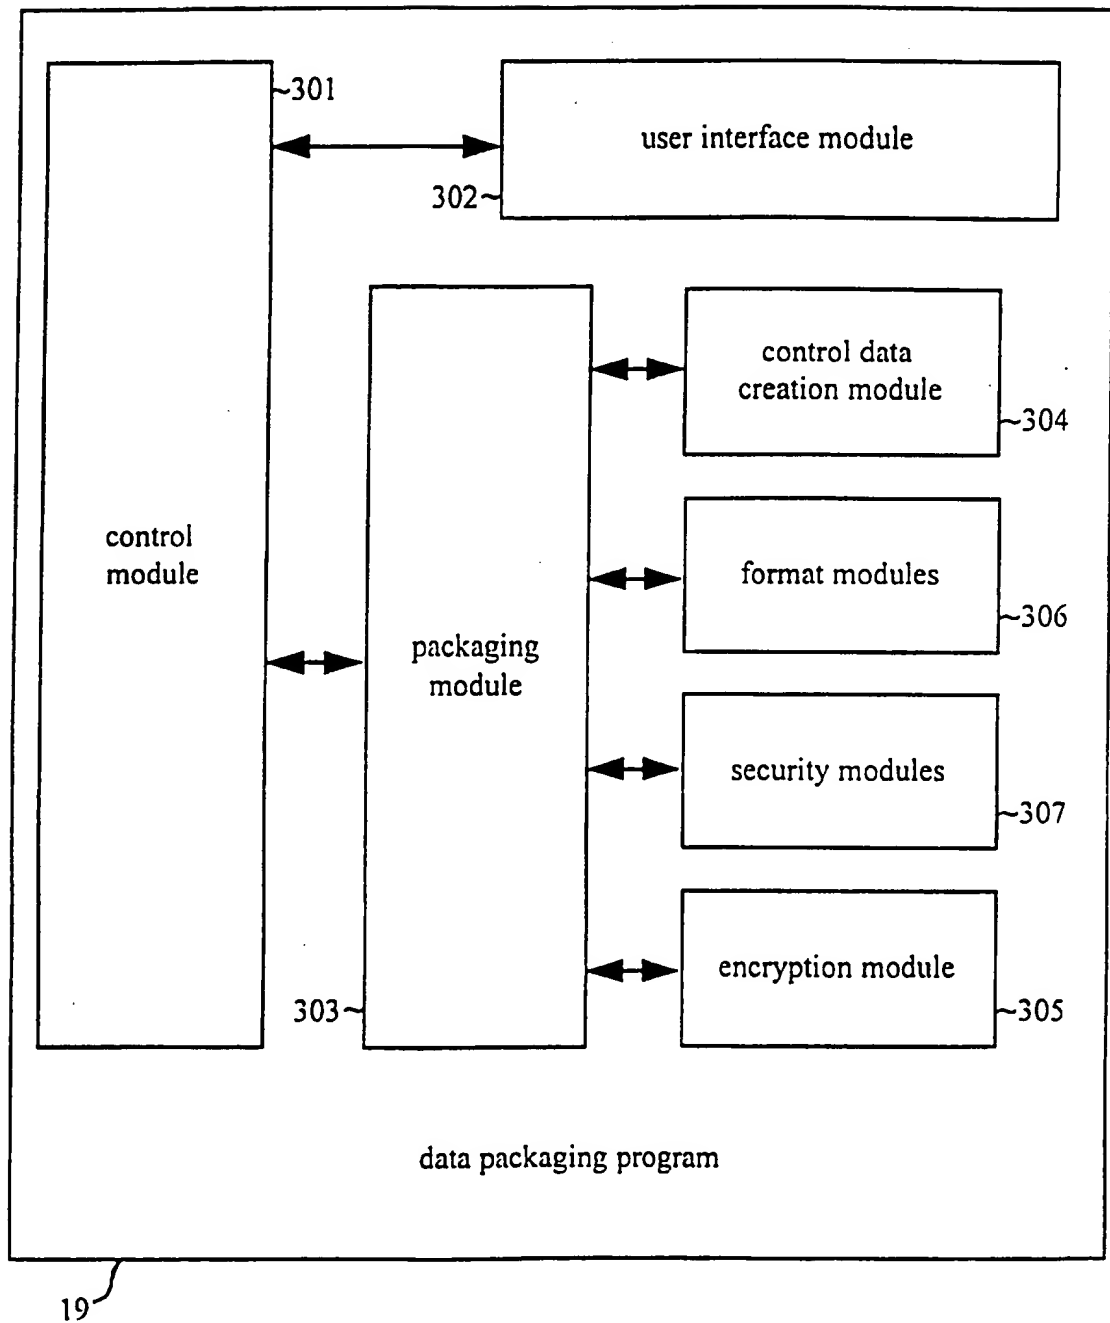 301
user interface module
302
control data
creation module
304
control
module
format modules
306
packaging
module
security modules
307
encryption module
303
305
data packaging program
19